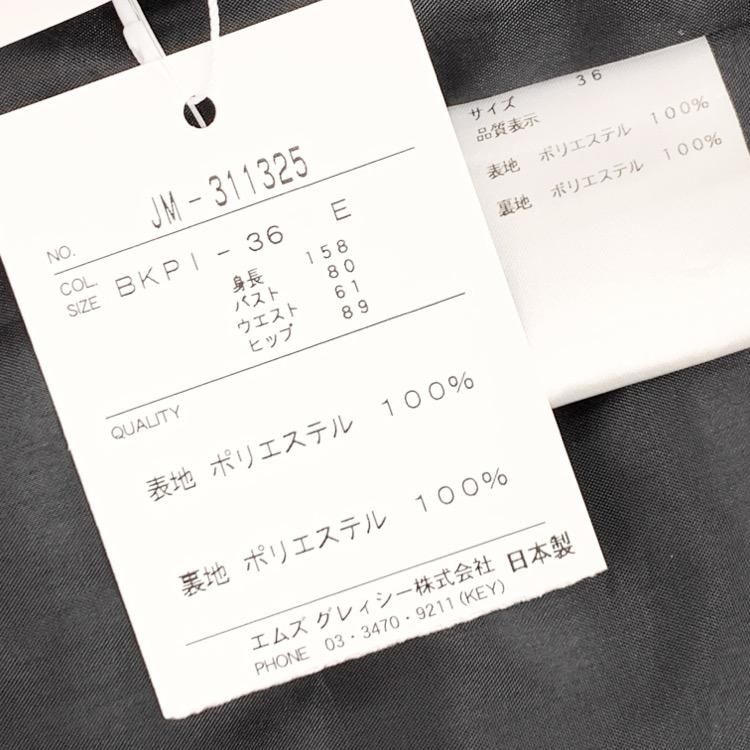 NO. JM-311325
COL. SIZE BKPI-36 E
身長 158
バスト 80
ウエスト 61
ヒップ 89
QUALITY
表地 ポリエステル 100%
裏地 ポリエステル 100%
エムズ グレィシー株式会社 日本製
PHONE 03・3470・9211(KEY)
サイズ 36
品質表示
表地 ポリエステル 100%
裏地 ポリエステル 100%